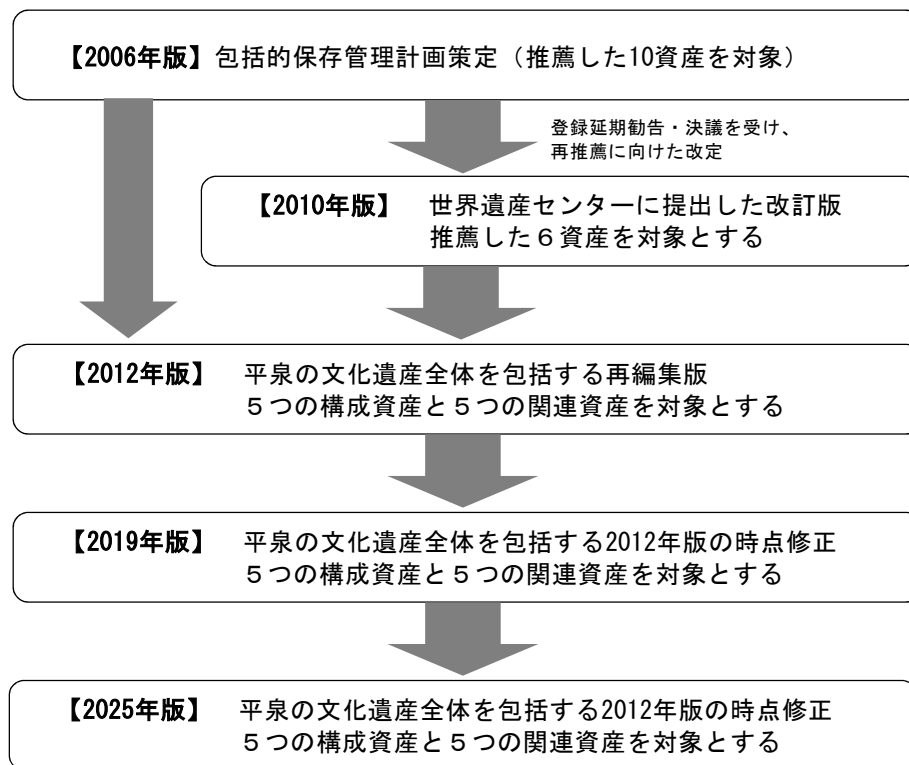 【2006年版】包括的保存管理計画策定（推薦した10資産を対象）
登録延期勧告・決議を受け、
再推薦に向けた改定
【2010年版】　世界遺産センターに提出した改訂版
推薦した６資産を対象とする
【2012年版】　平泉の文化遺産全体を包括する再編集版
５つの構成資産と５つの関連資産を対象とする
【2019年版】　平泉の文化遺産全体を包括する2012年版の時点修正
５つの構成資産と５つの関連資産を対象とする
【2025年版】　平泉の文化遺産全体を包括する2012年版の時点修正
５つの構成資産と５つの関連資産を対象とする